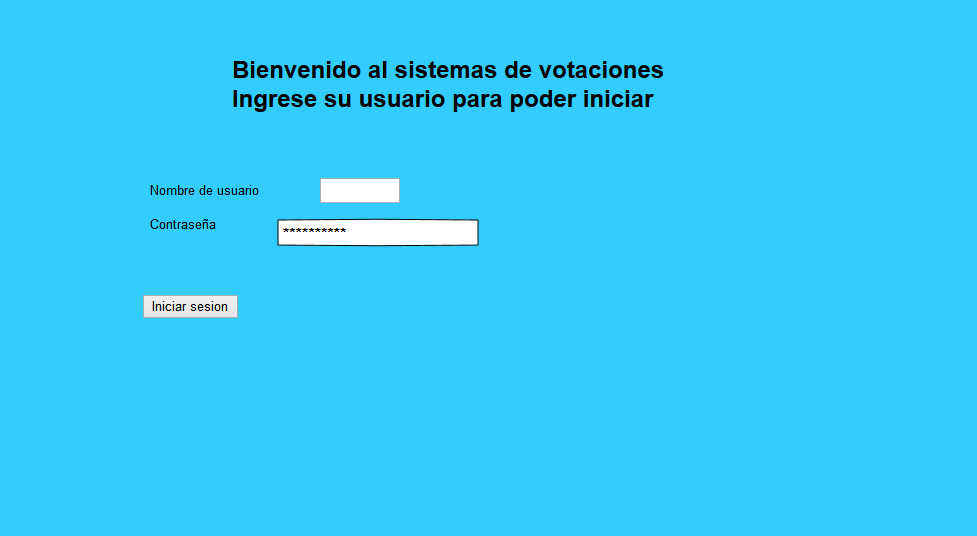 Bienvenido al sistemas de votaciones
Ingrese su usuario para poder iniciar
Nombre de usuario
Contraseña
**********
Iniciar sesion